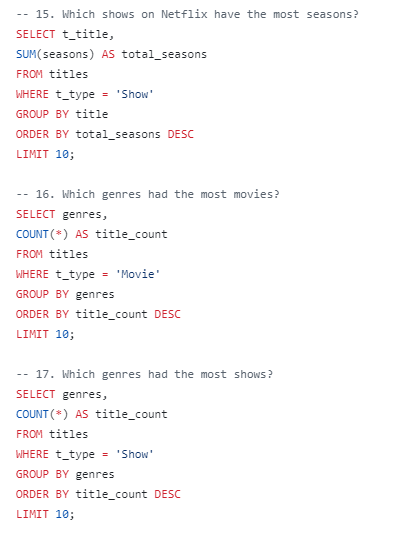 -- 15. Which shows on Netflix have the most seasons?
SELECT t_title,
SUM(seasons) AS total_seasons
FROM titles
WHERE t_type = 'Show'
GROUP BY title
ORDER BY total_seasons DESC
LIMIT 10;

-- 16. Which genres had the most movies?
SELECT genres,
COUNT(*) AS title_count
FROM titles
WHERE t_type = 'Movie'
GROUP BY genres
ORDER BY title_count DESC
LIMIT 10;

-- 17. Which genres had the most shows?
SELECT genres,
COUNT(*) AS title_count
FROM titles
WHERE t_type = 'Show'
GROUP BY genres
ORDER BY title_count DESC
LIMIT 10;